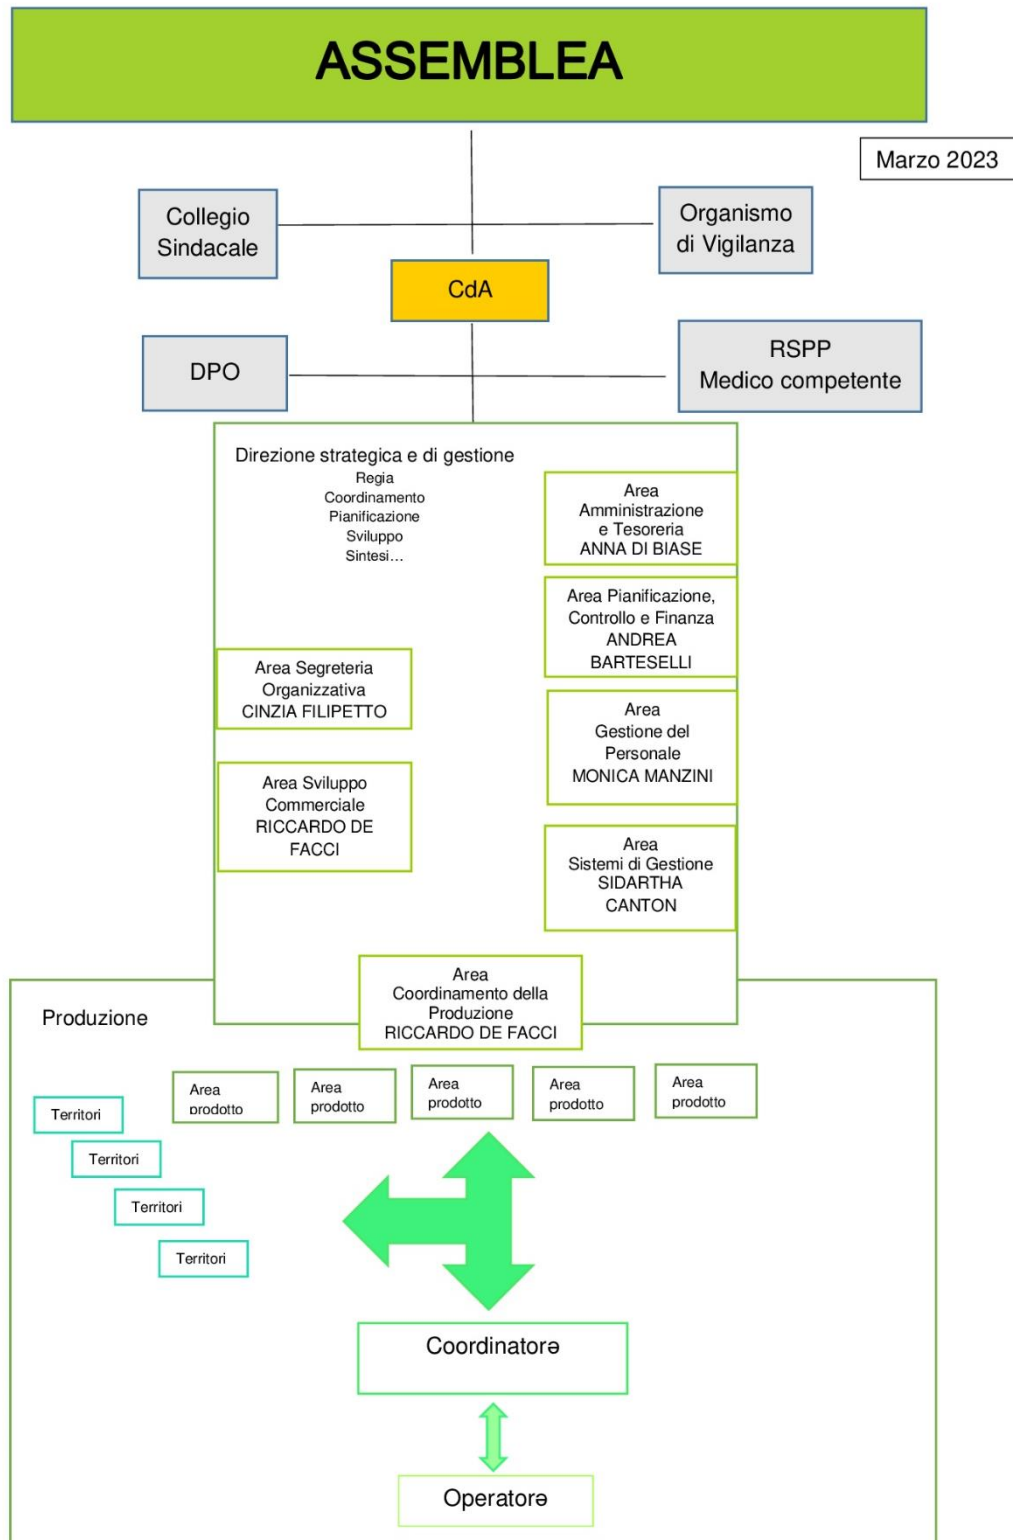 ASSEMBLEA
Marzo 2023
Collegio
Sindacale
Organismo
di Vigilanza
CdA
DPO
RSPP
Medico competente
Direzione strategica e di gestione
Regia
Coordinamento
Pianificazione
Sviluppo
Sintesi...
Area
Amministrazione
e Tesoreria
ANNA DI BIASE
Area Pianificazione,
Controllo e Finanza
ANDREA
BARTESELLI
Area Segreteria
Organizzativa
CINZIA FILIPETTO
Area
Gestione del
Personale
MONICA MANZINI
Area Sviluppo
Commerciale
RICCARDO DE
FACCI
Area
Sistemi di Gestione
SIDARTHA
CANTON
Area
Coordinamento della
Produzione
RICCARDO DE FACCI
Produzione
Area
prodotto
Area
prodotto
Area
prodotto
Area
prodotto
Area
prodotto
Territori
Territori
Territori
Territori
Coordinatorə
Operatorə